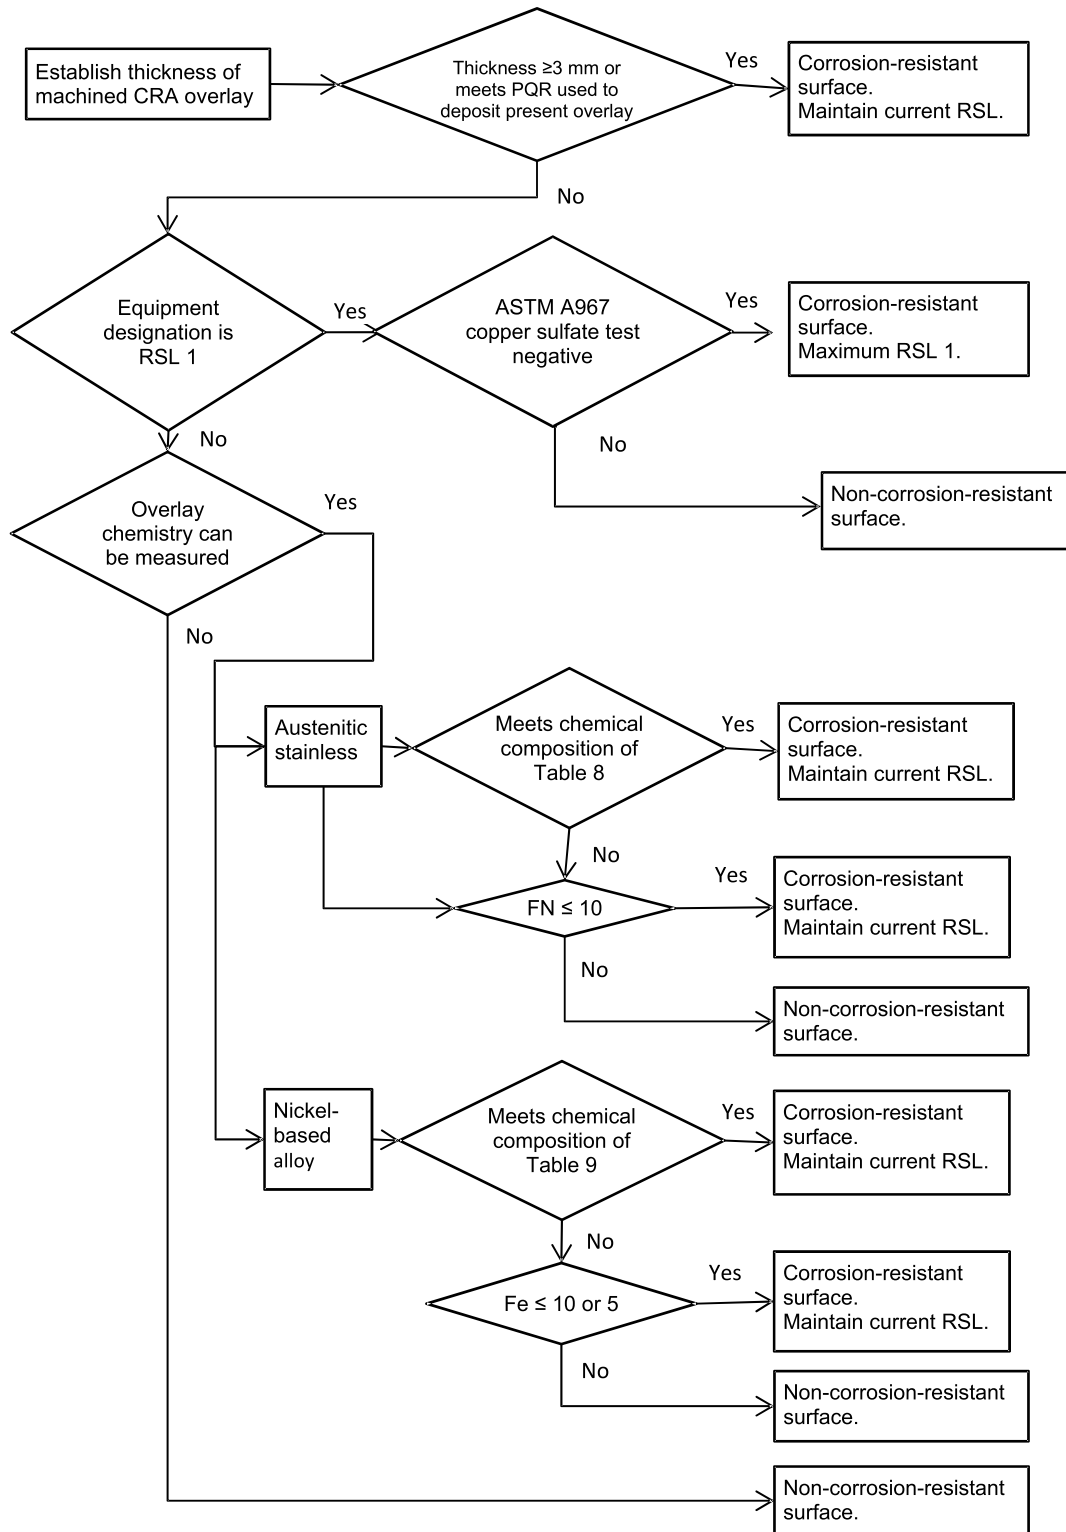 Establish thickness of
machined CRA overlay
Thickness ≥3 mm or
meets PQR used to
deposit present overlay
Yes
Corrosion-resistant
surface.
Maintain current RSL.
No
Equipment
designation is
RSL 1
Yes
ASTM A967
copper sulfate test
negative
Yes
Corrosion-resistant
surface.
Maximum RSL 1.
No
No
Non-corrosion-resistant
surface.
Overlay
chemistry can
be measured
Yes
No
Austenitic
stainless
Meets chemical
composition of
Table 8
Yes
Corrosion-resistant
surface.
Maintain current RSL.
No
FN ≤ 10
Yes
Corrosion-resistant
surface.
Maintain current RSL.
No
Non-corrosion-resistant
surface.
Nickel-
based
alloy
Meets chemical
composition of
Table 9
Yes
Corrosion-resistant
surface.
Maintain current RSL.
No
Fe ≤ 10 or 5
Yes
Corrosion-resistant
surface.
Maintain current RSL.
No
Non-corrosion-resistant
surface.
Non-corrosion-resistant
surface.